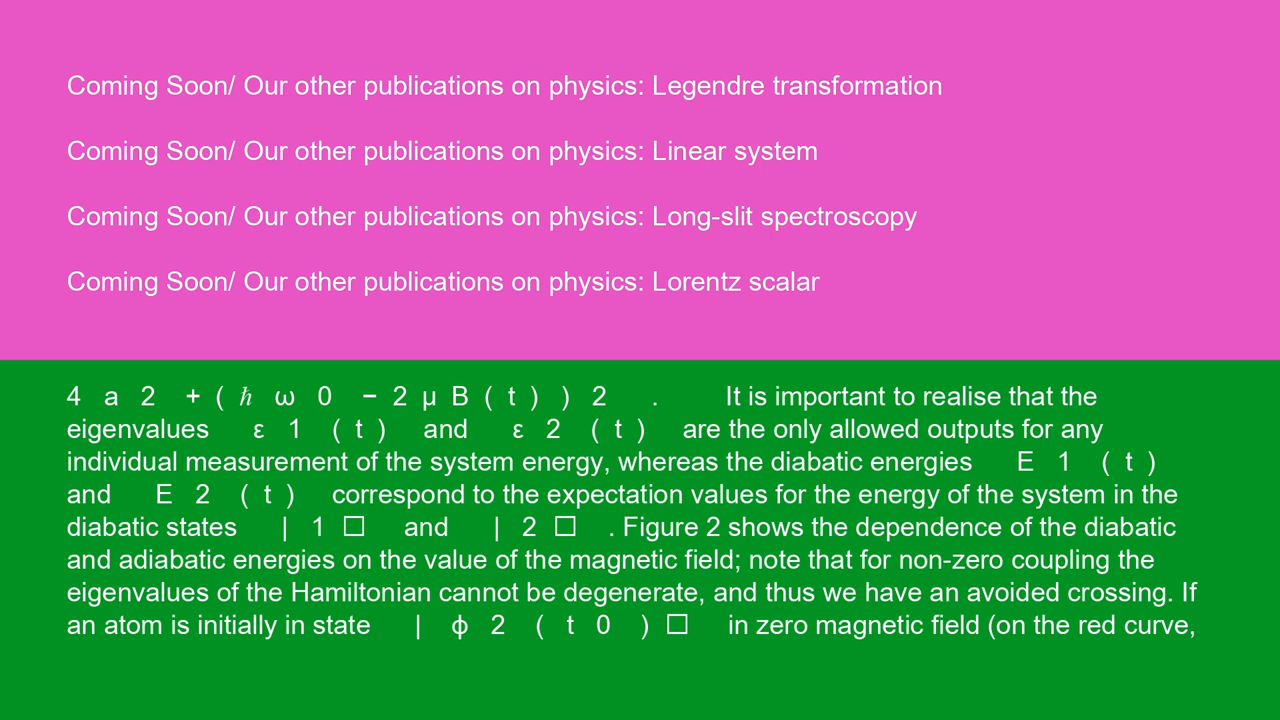 Coming Soon/ Our other publications on physics: Legendre transformation
Coming Soon/ Our other publications on physics: Linear system
Coming Soon/ Our other publications on physics: Long-slit spectroscopy
Coming Soon/ Our other publications on physics: Lorentz scalar
4 a 2 + ( ℏ ω 0 − 2 μ B ( t ) ) 2 . It is important to realise that the
eigenvalues ε 1 ( t ) and ε 2 ( t ) are the only allowed outputs for any
individual measurement of the system energy, whereas the diabatic energies E 1 ( t )
and E 2 ( t ) correspond to the expectation values for the energy of the system in the
diabatic states | 1 □ and | 2 □ . Figure 2 shows the dependence of the diabatic
and adiabatic energies on the value of the magnetic field; note that for non-zero coupling the
eigenvalues of the Hamiltonian cannot be degenerate, and thus we have an avoided crossing. If
an atom is initially in state | ϕ 2 ( t 0 ) □ in zero magnetic field (on the red curve,